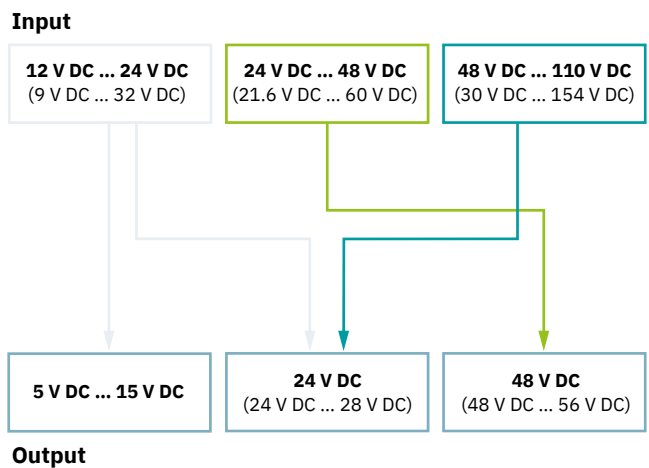 Input
12 V DC ... 24 V DC
(9 V DC ... 32 V DC)
24 V DC ... 48 V DC
(21.6 V DC ... 60 V DC)
48 V DC ... 110 V DC
(30 V DC ... 154 V DC)
5 V DC ... 15 V DC
24 V DC
(24 V DC ... 28 V DC)
48 V DC
(48 V DC ... 56 V DC)
Output